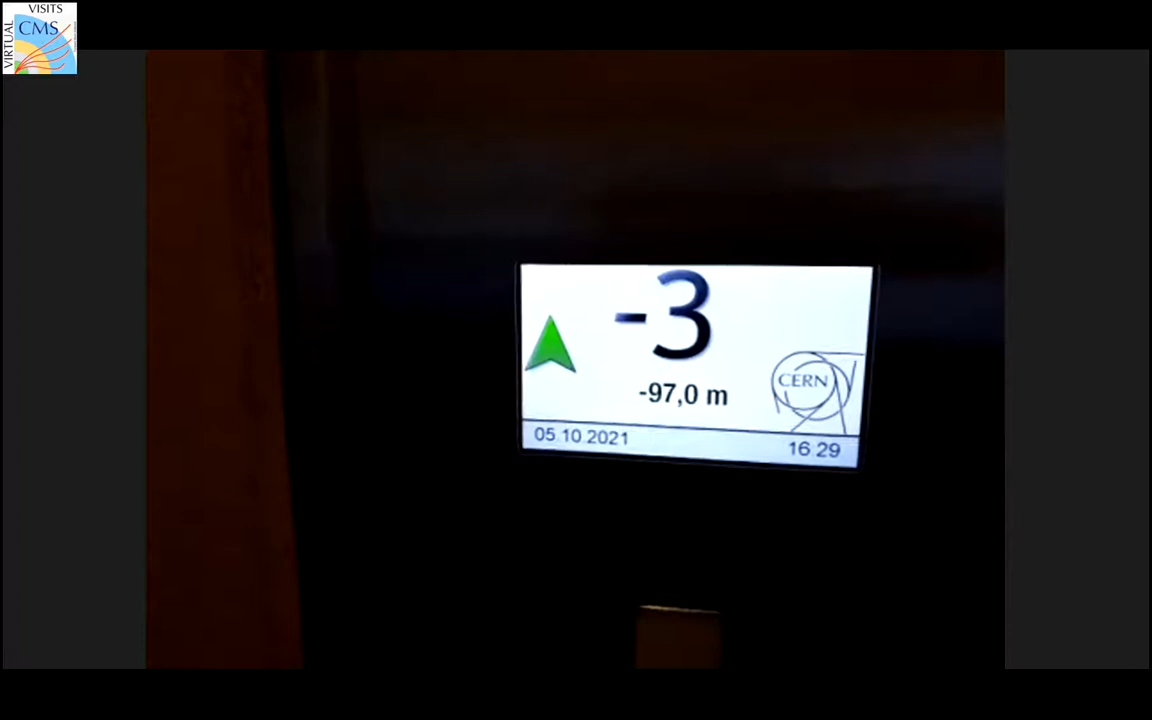 VISITS
VIRTUAL
CMS
-3
-97,0 m
CERN
05.10.2021
16.29